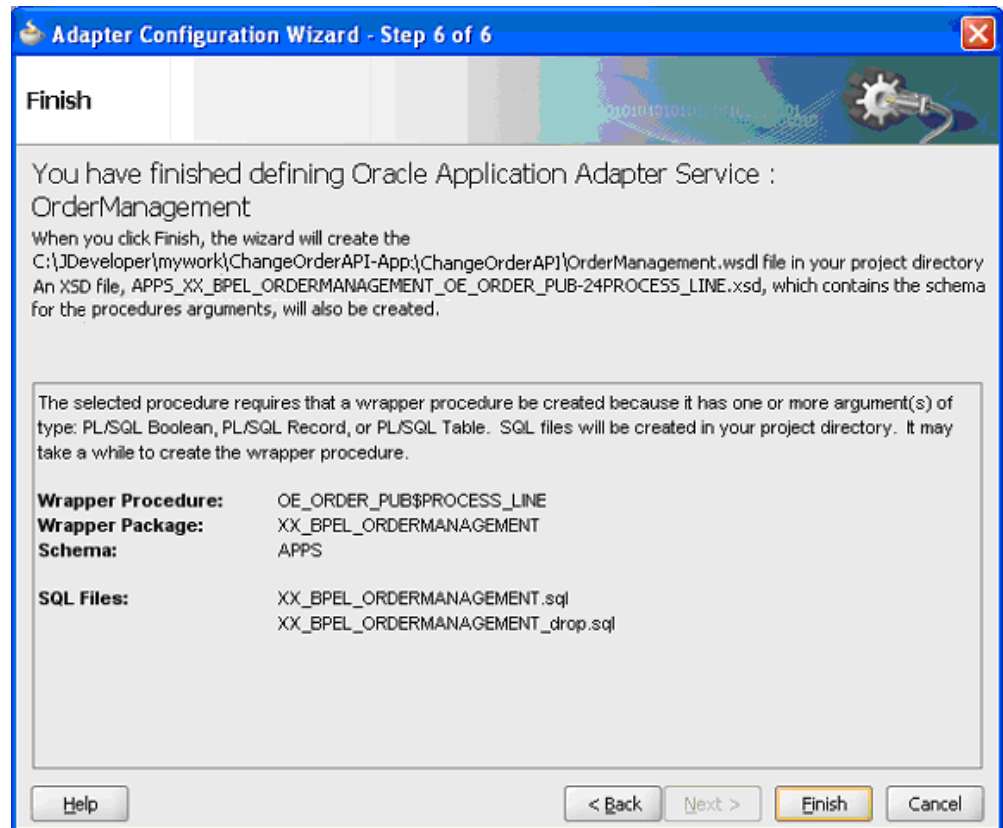 Adapter Configuration Wizard - Step 6 of 6
Finish
You have finished defining Oracle Application Adapter Service :
OrderManagement
When you click Finish, the wizard will create the
C:\JDeveloper\mywork\ChangeOrderAPI-App:\ChangeOrderAPI\OrderManagement.wsdl file in your project directory
An XSD file, APPS_XX_BPEL_ORDERMANAGEMENT_OE_ORDER_PUB-24PROCESS_LINE.xsd, which contains the schema
for the procedures arguments, will also be created.
The selected procedure requires that a wrapper procedure be created because it has one or more argument(s) of
type: PL/SQL Boolean, PL/SQL Record, or PL/SQL Table. SQL files will be created in your project directory. It may
take a while to create the wrapper procedure.
Wrapper Procedure: OE_ORDER_PUB$PROCESS_LINE
Wrapper Package: XX_BPEL_ORDERMANAGEMENT
Schema: APPS
SQL Files: XX_BPEL_ORDERMANAGEMENT.sql
XX_BPEL_ORDERMANAGEMENT_drop.sql
Help < Back Next > Finish Cancel